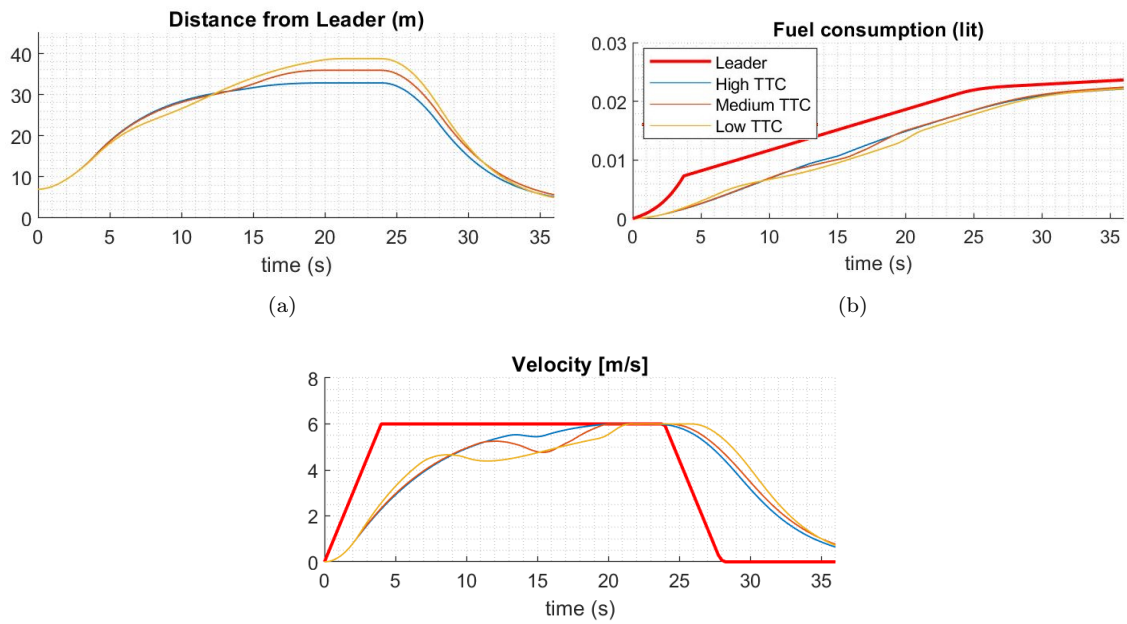 Distance from Leader (m)
40
30
20
10
0
0 5 10 15 20 25 30 35
time (s)
(a)
Fuel consumption (lit)
0.03
0.02
0.01
0
Leader
High TTC
Medium TTC
Low TTC
0 5 10 15 20 25 30 35
time (s)
(b)
Velocity [m/s]
8
6
4
2
0
0 5 10 15 20 25 30 35
time (s)